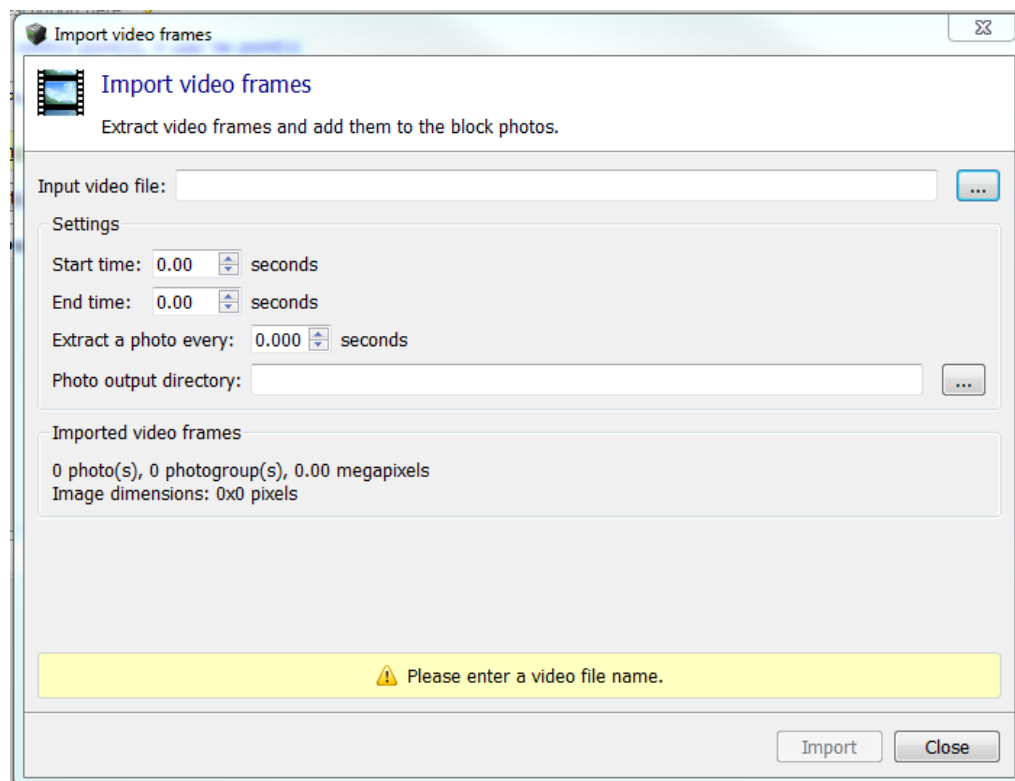 Import video frames
Import video frames
Extract video frames and add them to the block photos.
Input video file: ...
Settings
Start time: 0.00 seconds
End time: 0.00 seconds
Extract a photo every: 0.000 seconds
Photo output directory: ...
Imported video frames
0 photo(s), 0 photogroup(s), 0.00 megapixels
Image dimensions: 0x0 pixels
Please enter a video file name.
Import Close